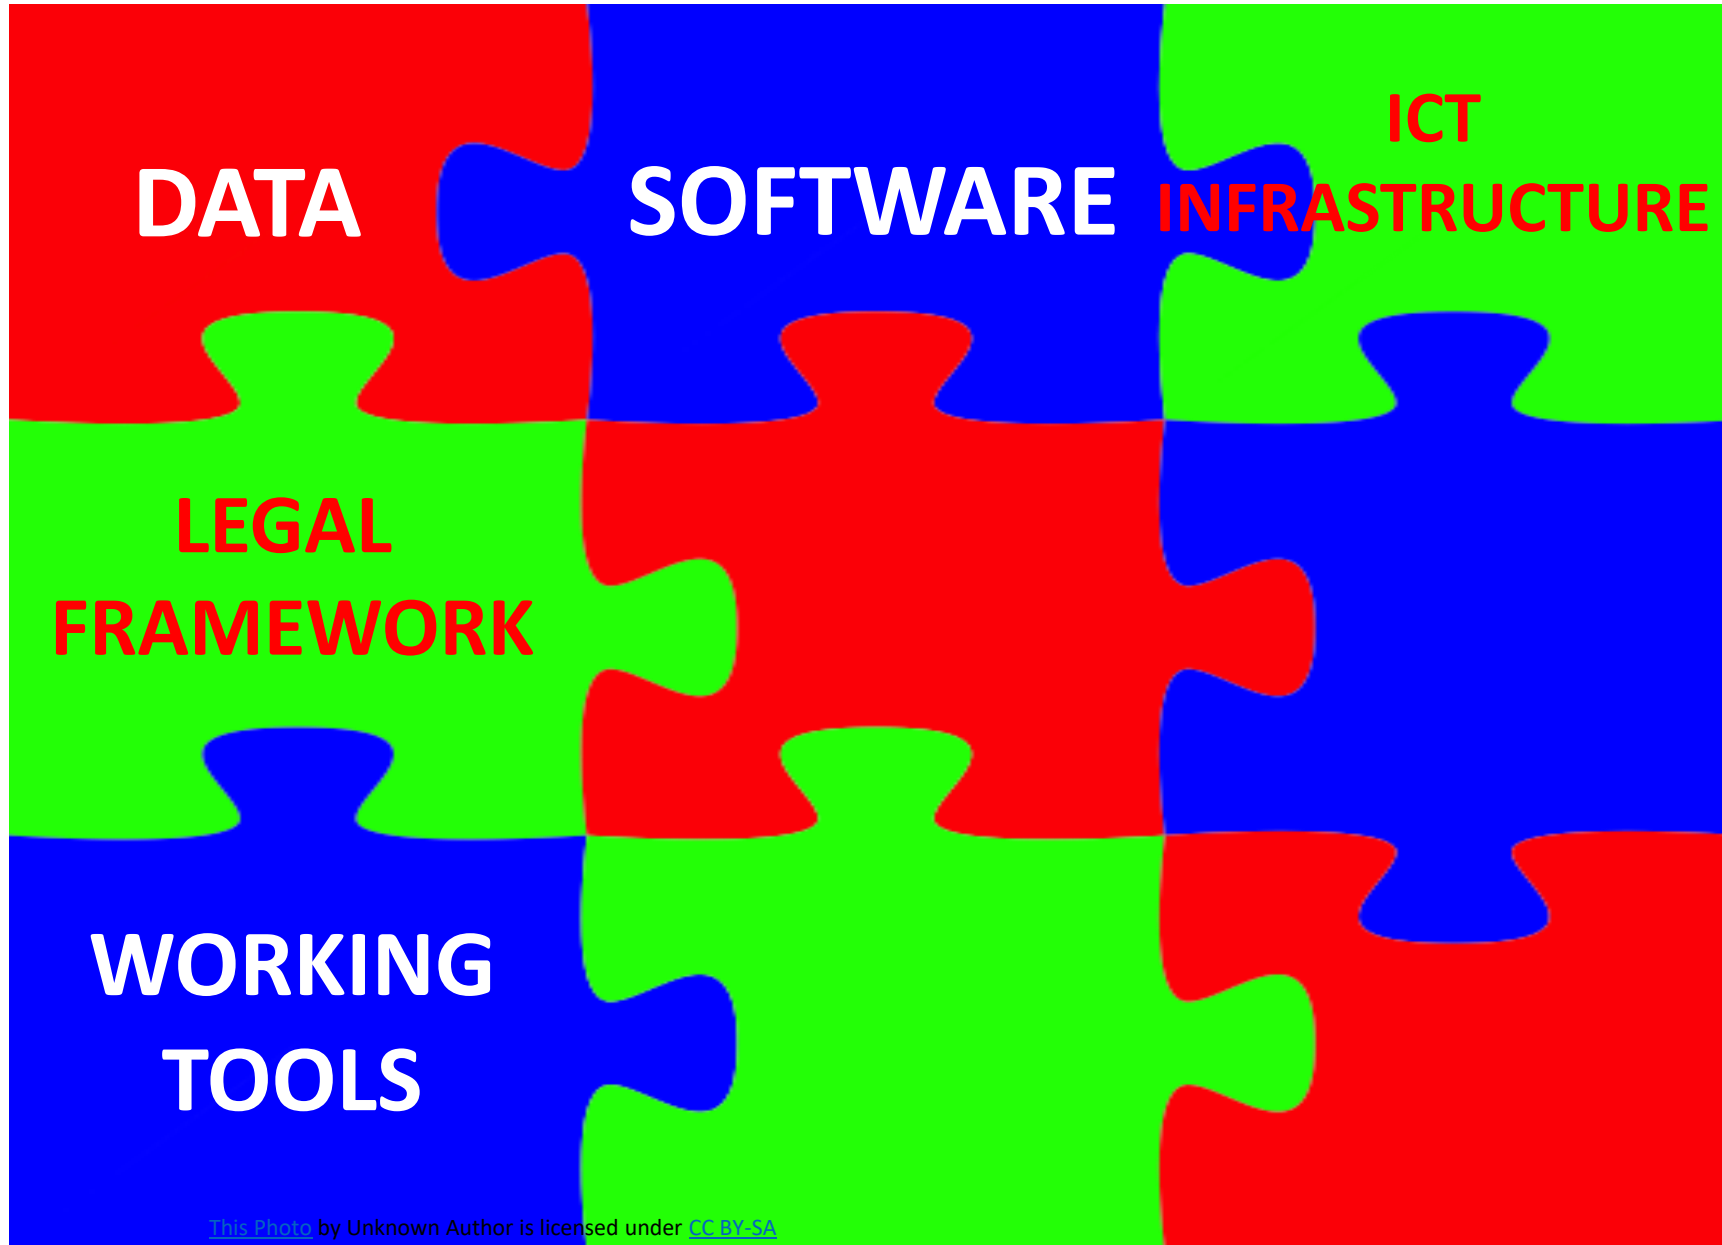 DATA
SOFTWARE
ICT
INFRASTRUCTURE
LEGAL
FRAMEWORK
WORKING
TOOLS
This Photo by Unknown Author is licensed under CC BY-SA